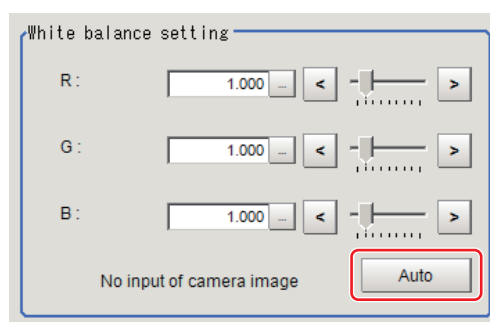 White balance setting
R: 1.000 ... < >
G: 1.000 ... < >
B: 1.000 ... < >
No input of camera image Auto